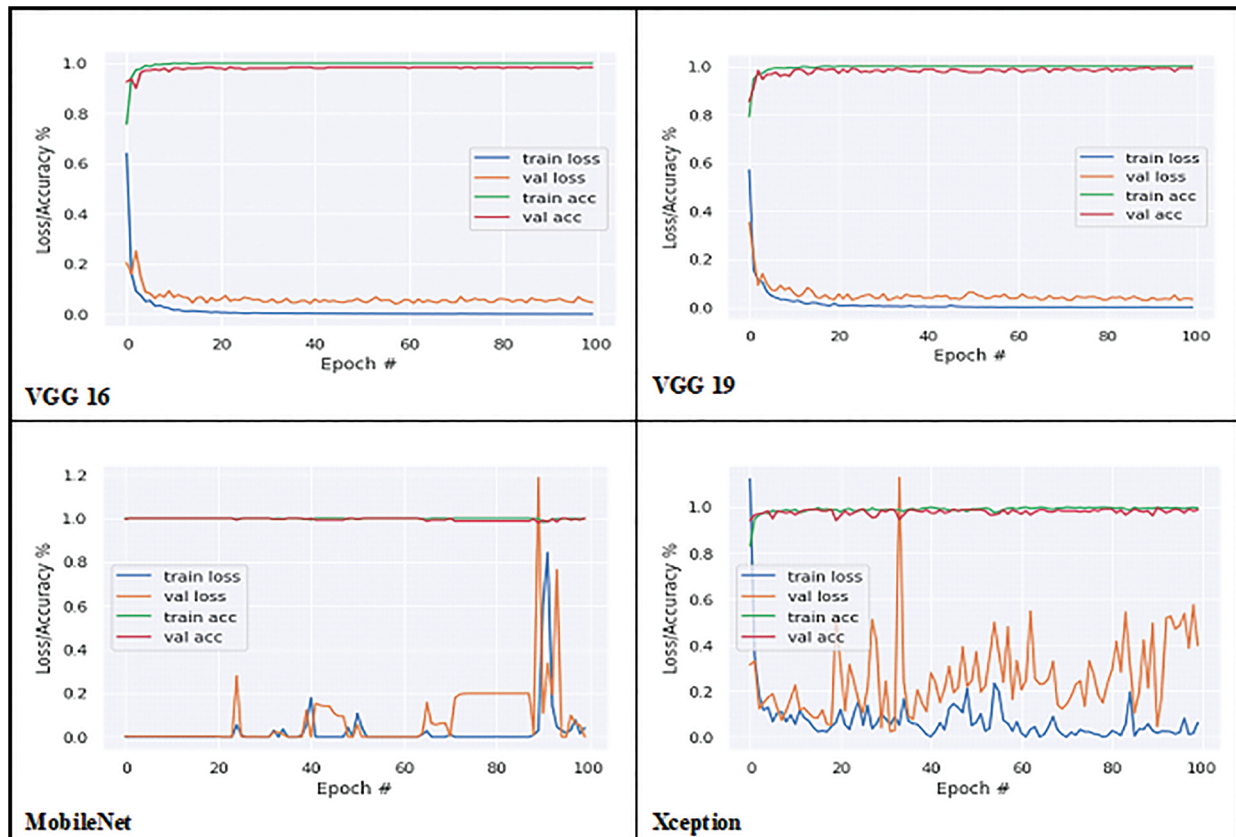 Loss/Accuracy %
1.0
0.8
0.6
0.4
0.2
0.0
train loss
val loss
train acc
val acc
0 20 40 60 80 100
Epoch #
VGG 16
Loss/Accuracy %
1.0
0.8
0.6
0.4
0.2
0.0
train loss
val loss
train acc
val acc
0 20 40 60 80 100
Epoch #
VGG 19
Loss/Accuracy %
1.2
1.0
0.8
0.6
0.4
0.2
0.0
train loss
val loss
train acc
val acc
0 20 40 60 80 100
Epoch #
MobileNet
Loss/Accuracy %
1.0
0.8
0.6
0.4
0.2
0.0
train loss
val loss
train acc
val acc
0 20 40 60 80 100
Epoch #
Xception